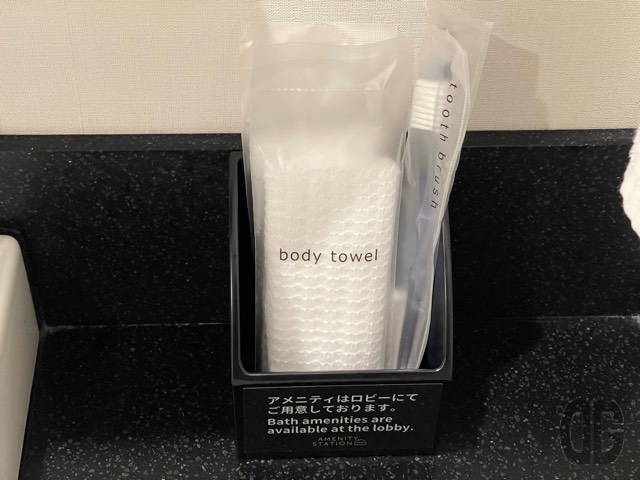 body towel
tooth brush
アメニティはロビーにて
ご用意しております。
Bath amenities are
available at the lobby.
AMENITY
STATION